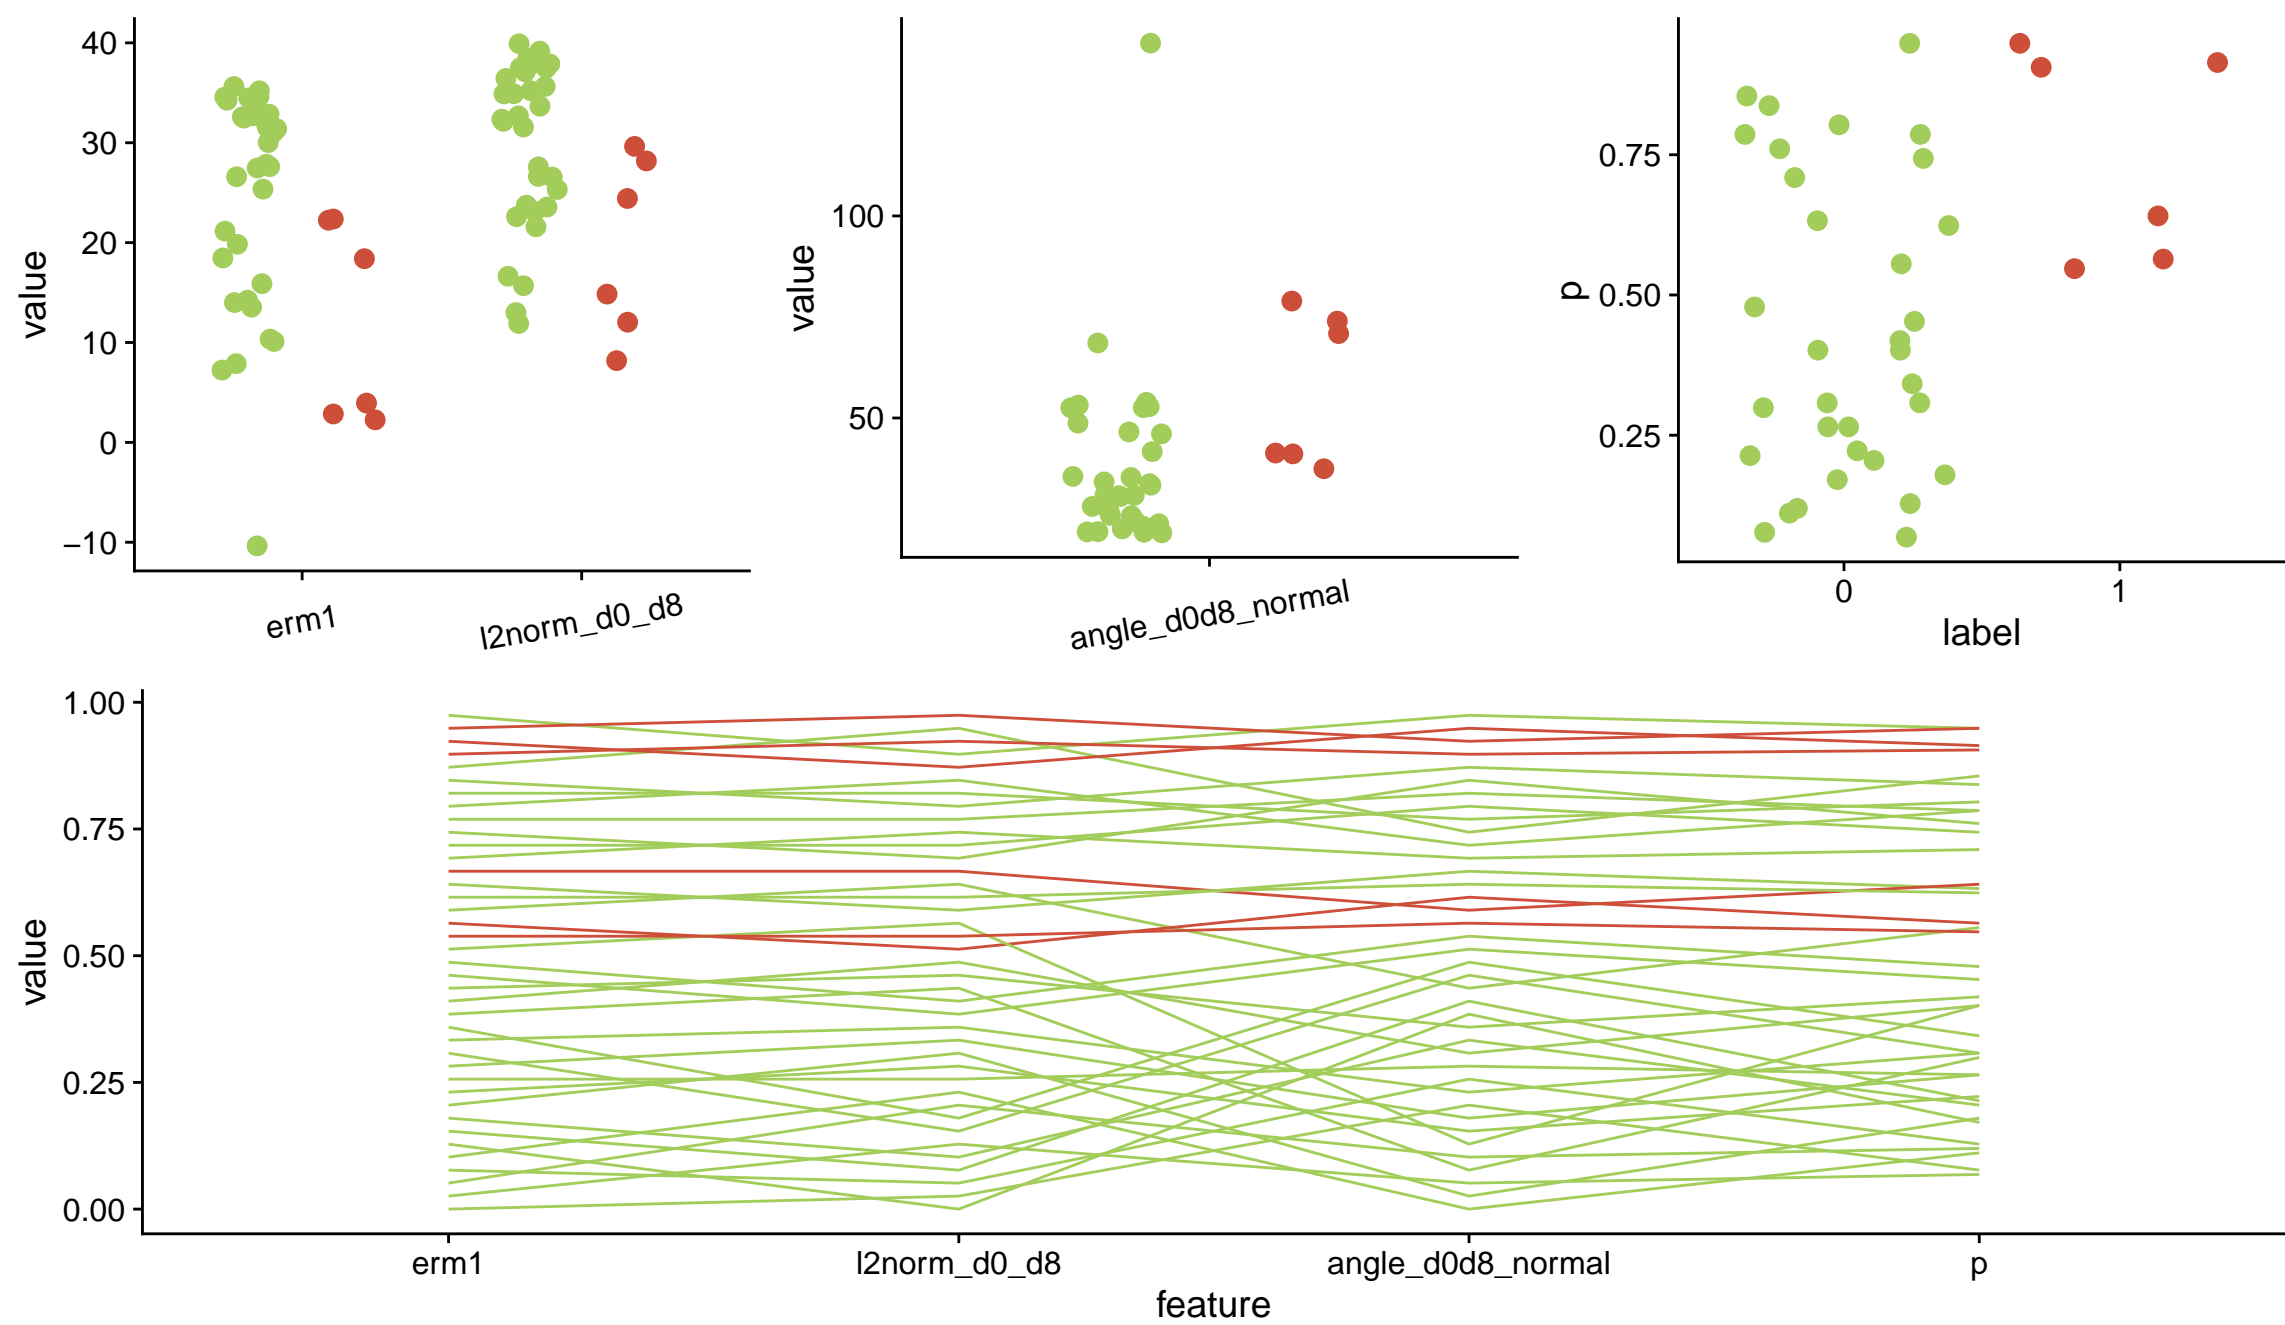 value
40
30
20
10
0
−10
erm1
l2norm_d0_d8
value
100
50
angle_d0d8_normal
p
0.75
0.50
0.25
0
1
label
value
1.00
0.75
0.50
0.25
0.00
erm1
l2norm_d0_d8
angle_d0d8_normal
p
feature